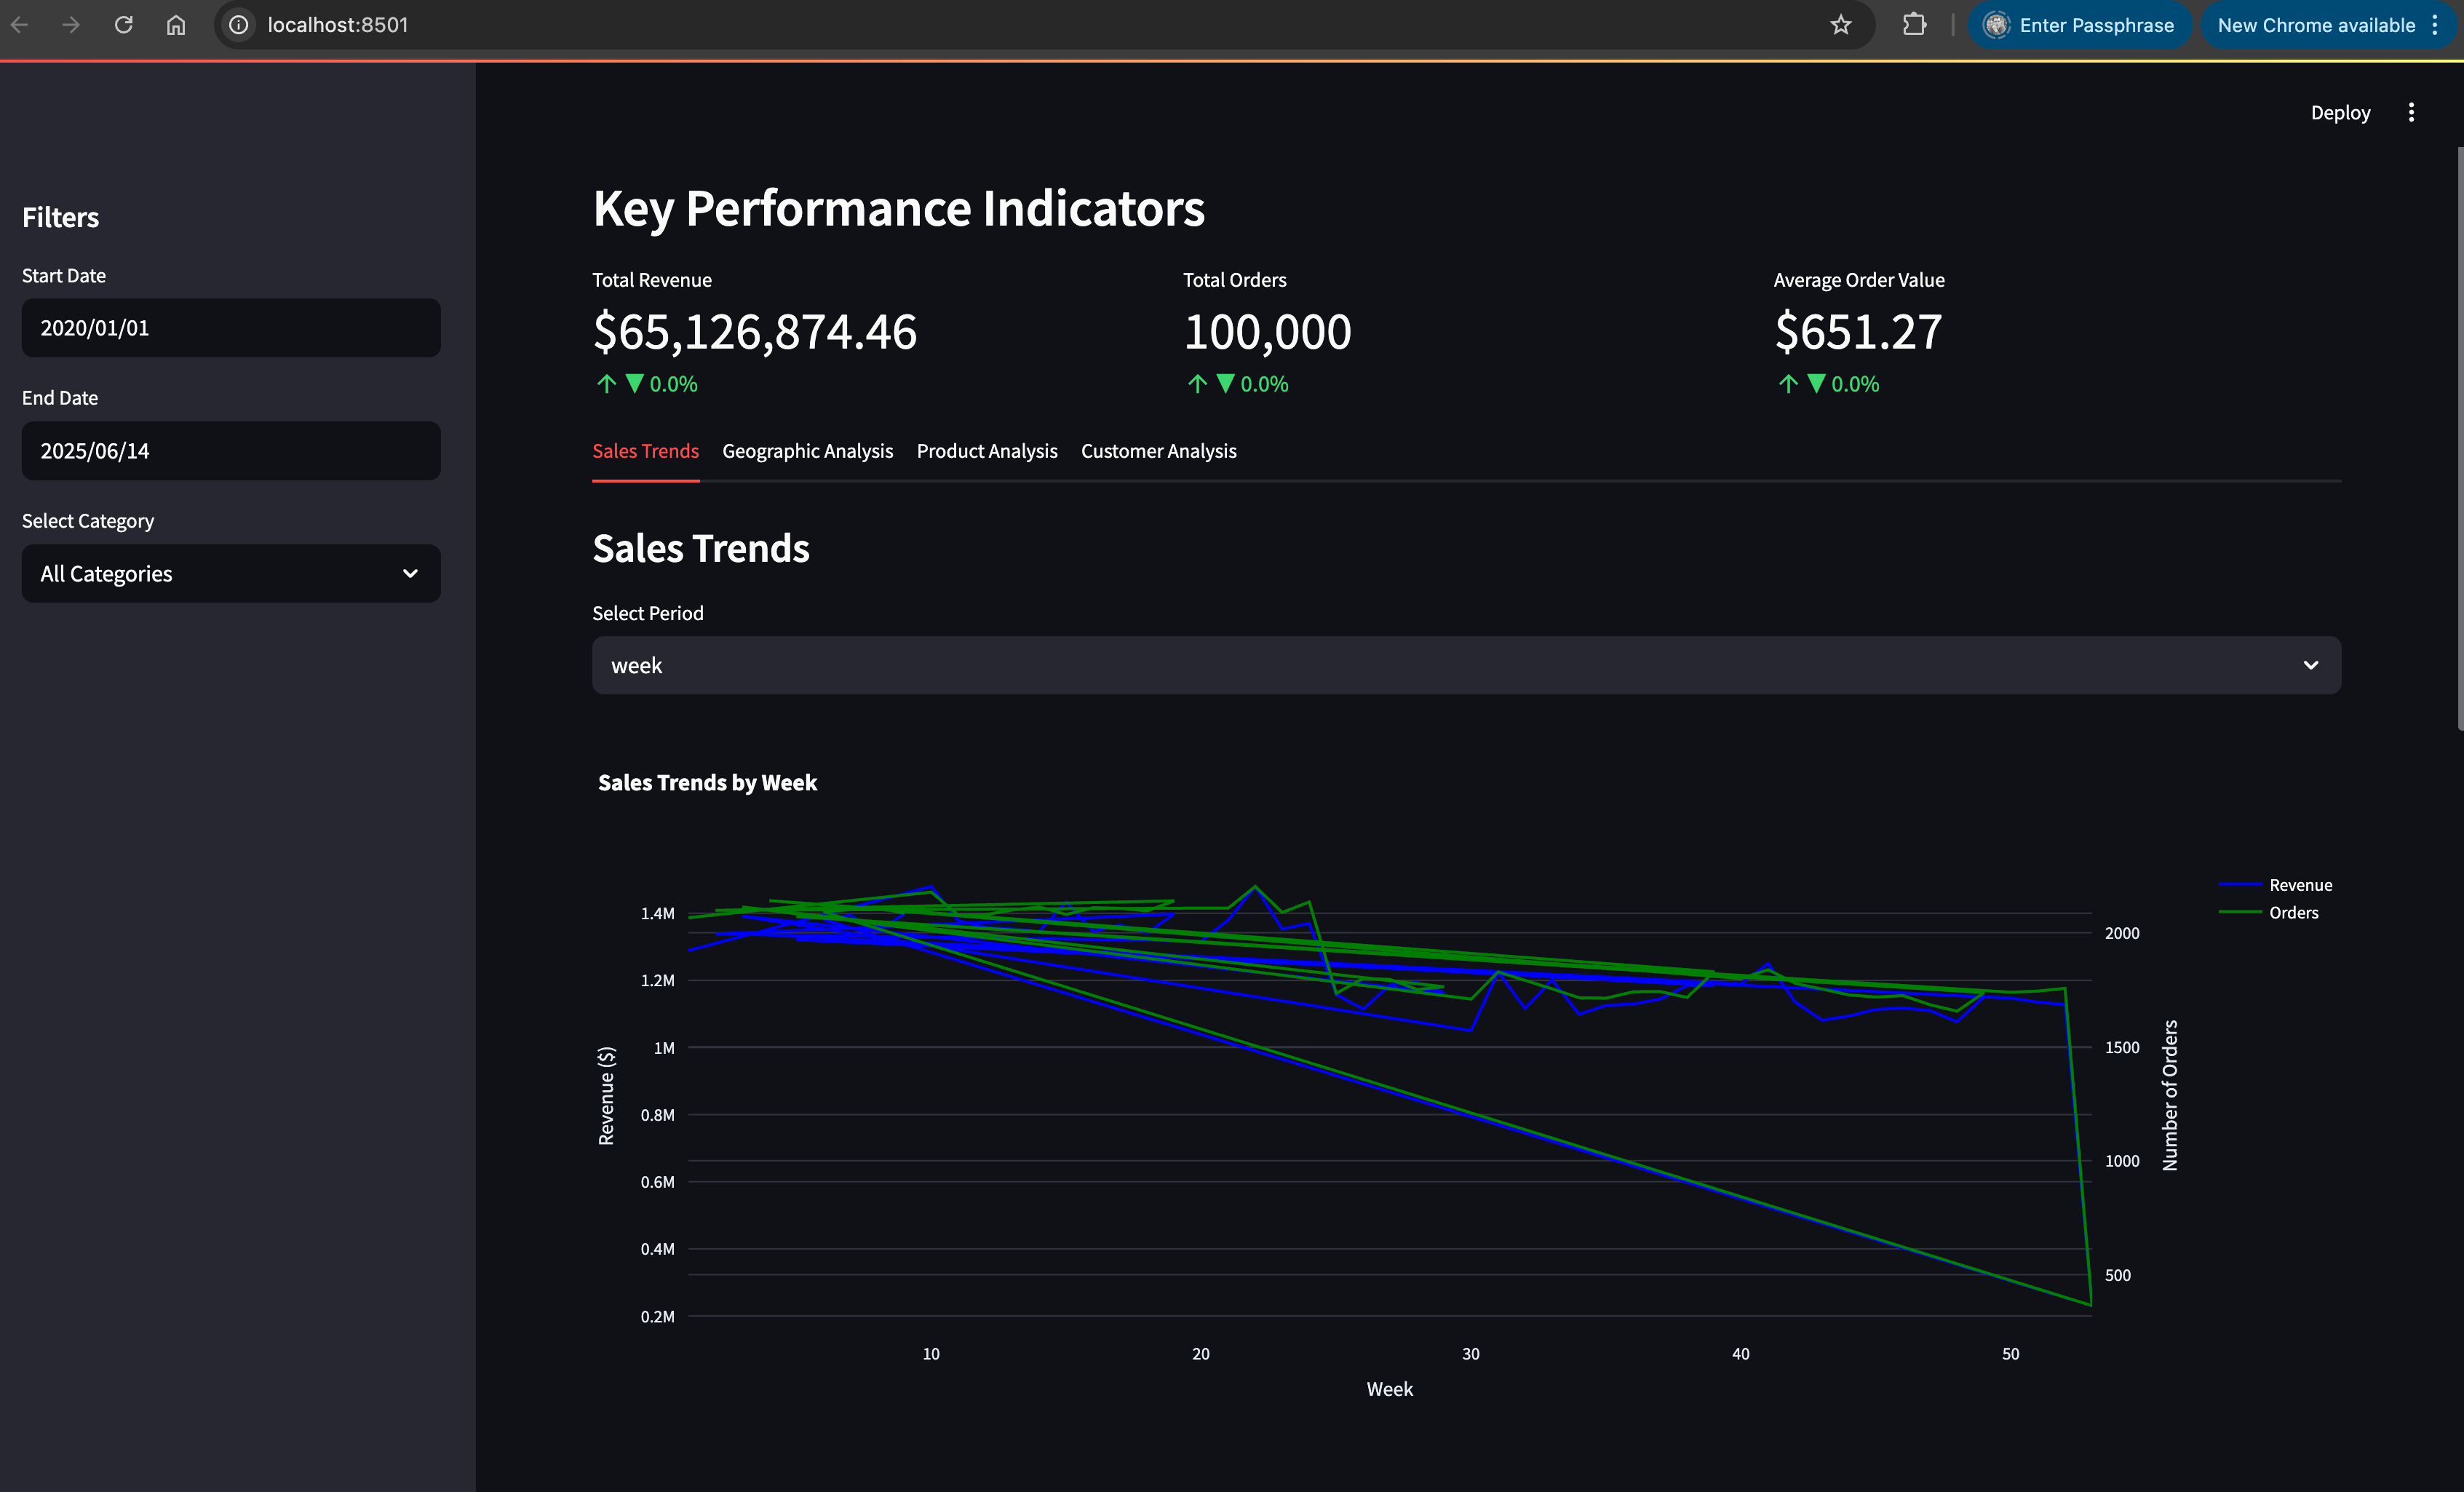 localhost:8501
Enter Passphrase
New Chrome available
Deploy
Filters
Start Date
2020/01/01
End Date
2025/06/14
Select Category
All Categories
Key Performance Indicators
Total Revenue
$65,126,874.46
↑ ▼ 0.0%
Total Orders
100,000
↑ ▼ 0.0%
Average Order Value
$651.27
↑ ▼ 0.0%
Sales Trends
Geographic Analysis
Product Analysis
Customer Analysis
Sales Trends
Select Period
week
Sales Trends by Week
Revenue
Orders
Revenue ($)
1.4M
1.2M
1M
0.8M
0.6M
0.4M
0.2M
2000
1500
1000
500
Number of Orders
10
20
30
40
50
Week